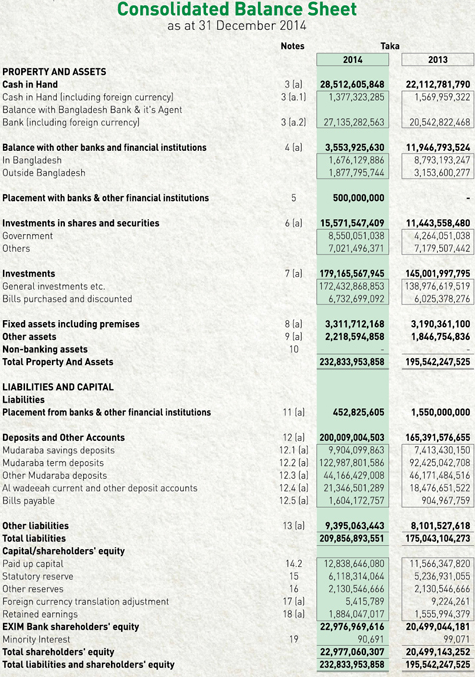 Consolidated Balance Sheet
as at 31 December 2014
Notes Taka
2014 2013
PROPERTY AND ASSETS
Cash in Hand 3 (a) 28,512,605,848 22,112,781,790
Cash in Hand (including foreign currency) 3 (a.1) 1,377,323,285 1,569,959,322
Balance with Bangladesh Bank & it's Agent
Bank (including foreign currency) 3 (a.2) 27,135,282,563 20,542,822,468
Balance with other banks and financial institutions 4 (a) 3,553,925,630 11,946,793,524
In Bangladesh 1,676,129,886 8,793,193,247
Outside Bangladesh 1,877,795,744 3,153,600,277
Placement with banks & other financial institutions 5 500,000,000 -
Investments in shares and securities 6 (a) 15,571,547,409 11,443,558,480
Government 8,550,051,038 4,264,051,038
Others 7,021,496,371 7,179,507,442
Investments 7 (a) 179,165,567,945 145,001,997,795
General investments etc. 172,432,868,853 138,976,619,519
Bills purchased and discounted 6,732,699,092 6,025,378,276
Fixed assets including premises 8 (a) 3,311,712,168 3,190,361,100
Other assets 9 (a) 2,218,594,858 1,846,754,836
Non-banking assets 10 - -
Total Property And Assets 232,833,953,858 195,542,247,525
LIABILITIES AND CAPITAL
Liabilities
Placement from banks & other financial institutions 11 (a) 452,825,605 1,550,000,000
Deposits and Other Accounts 12 (a) 200,009,004,503 165,391,576,655
Mudaraba savings deposits 12.1 (a) 9,904,099,863 7,413,430,150
Mudaraba term deposits 12.2 (a) 122,987,801,586 92,425,042,708
Other Mudaraba deposits 12.3 (a) 44,166,429,008 46,171,484,516
Al wadeeah current and other deposit accounts 12.4 (a) 21,346,501,289 18,476,651,522
Bills payable 12.5 (a) 1,604,172,757 904,967,759
Other liabilities 13 (a) 9,395,063,443 8,101,527,618
Total liabilities 209,856,893,551 175,043,104,273
Capital/shareholders' equity
Paid up capital 14.2 12,838,646,080 11,566,347,820
Statutory reserve 15 6,118,314,064 5,236,931,055
Other reserves 16 2,130,546,666 2,130,546,666
Foreign currency translation adjustment 17 (a) 5,415,789 9,224,261
Retained earnings 18 (a) 1,884,047,017 1,555,994,379
EXIM Bank shareholders' equity 22,976,969,616 20,499,044,181
Minority Interest 19 90,691 99,071
Total shareholders' equity 22,977,060,307 20,499,143,252
Total liabilities and shareholders' equity 232,833,953,858 195,542,247,525